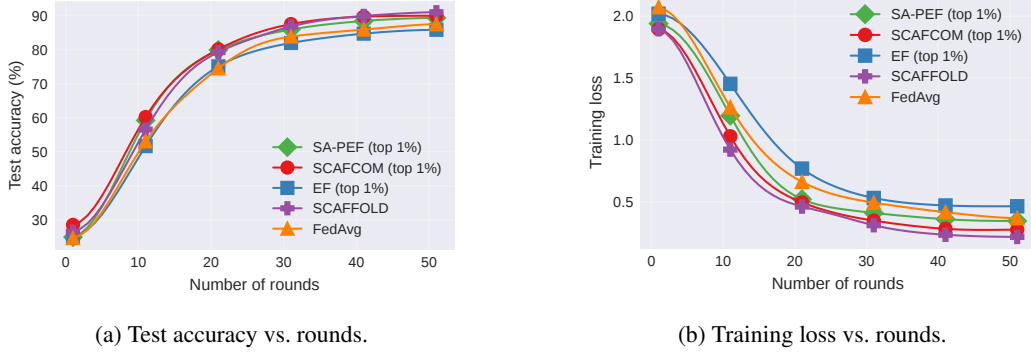 90
80
70
60
50
40
30
Test accuracy (%)
0
10
20
30
40
50
Number of rounds
SA-PEF (top 1%)
SCAFCOM (top 1%)
EF (top 1%)
SCAFFOLD
FedAvg
(a) Test accuracy vs. rounds.
2.0
1.5
1.0
0.5
Training loss
0
10
20
30
40
50
Number of rounds
SA-PEF (top 1%)
SCAFCOM (top 1%)
EF (top 1%)
SCAFFOLD
FedAvg
(b) Training loss vs. rounds.